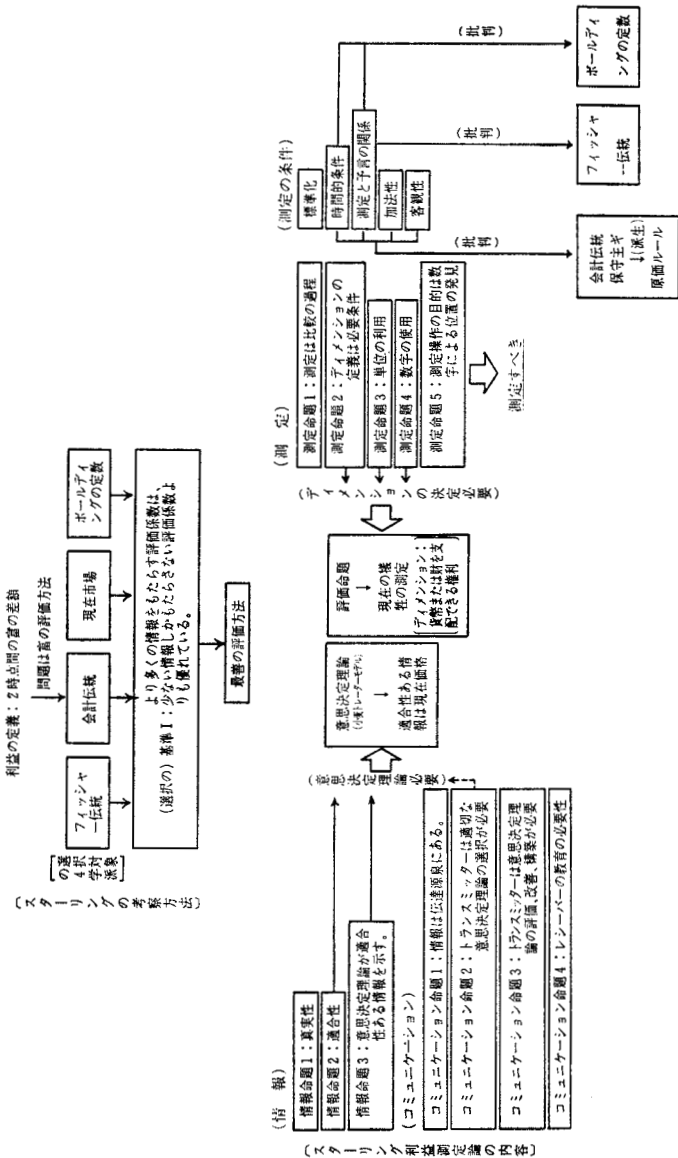 〔スターリングの考察方法〕
利益の定義：2時点間の富の差額
問題は富の評価方法
の選
4択
学対
派象
フィッシャ
ー伝統
会計伝統
現在市場
ボールディ
ングの定数
より多くの情報をもたらす評価係数は、
(選択の) 基準Ⅰ：少ない情報しかもたらさない評価係数よ
りも優れている。
最善の評価方法
〔スターリング利益測定論の内容〕
(情　報)
情報命題1：真実性
情報命題2：適合性
情報命題3：意思決定理論が適合
性ある情報を示す。
(コミュニケーション)
コミュニケーション命題1：情報は伝達源泉にある。
コミュニケーション命題2：トランスミッターは適切な
意思決定理論の選択が必要
コミュニケーション命題3：トランスミッターは意思決定理
論の評価、改善、構築が必要
コミュニケーション命題4：レシーバーの教育の必要性
(意思決定理論必要)
意思決定理論
(小麦トレーダーモデル)
適合性ある情
報は現在価格
評価命題
現在の犠
牲の測定
ディメンション：
貨幣または財を支
配できる権利
(ディメンションの決定必要)
(測　定)
測定命題1：測定は比較の過程
測定命題2：ディメンションの
定義は必要条件
測定命題3：単位の利用
測定命題4：数字の使用
測定命題5：測定操作の目的は数
字による位置の発見
測定すべき
(測定の条件)
標準化
時間的条件
測定と予言の関係
加法性
客観性
(批判)
(批判)
(批判)
会計伝統
保守主ギ
↓(派生)
原価ルール
フィッシャ
ー伝統
ボールディ
ングの定数